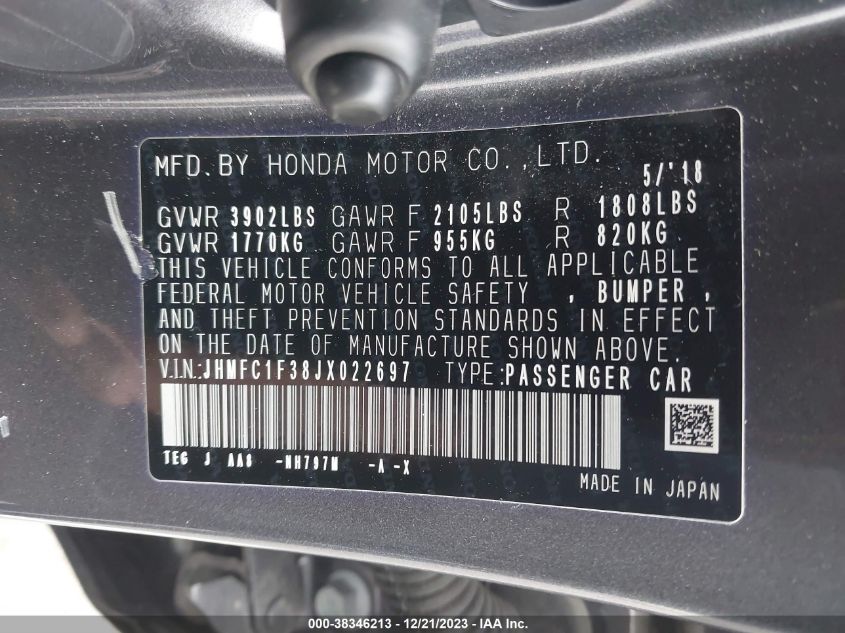 MFD.BY HONDA MOTOR CO.,LTD. 5/'18
GVWR 3902LBS GAWR F 2105LBS R 1808LBS
GVWR 1770KG GAWR F 955KG R 820KG
THIS VEHICLE CONFORMS TO ALL APPLICABLE
FEDERAL MOTOR VEHICLE SAFETY , BUMPER ,
AND THEFT PREVENTION STANDARDS IN EFFECT
ON THE DATE OF MANUFACTURE SHOWN ABOVE.
V.I.N.:JHMFC1F38JX022697 TYPE:PASSENGER CAR
TEG J AA8 -NH797M -A -X
MADE IN JAPAN
000-38346213 - 12/21/2023 - IAA Inc.